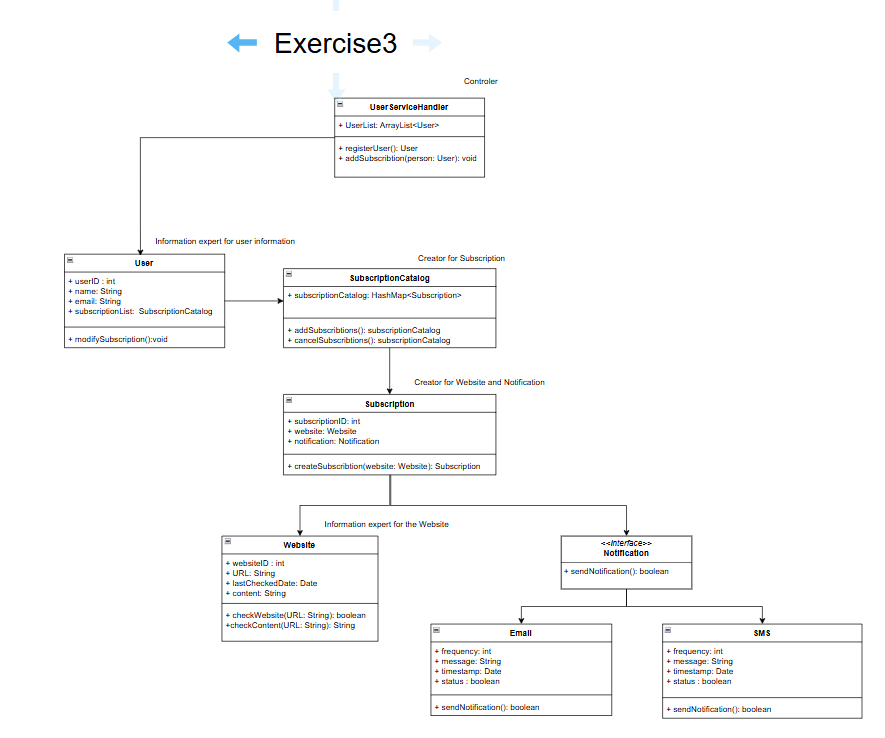 Exercise3
Controler
UserServiceHandler
+ UserList: ArrayList<User>
+ registerUser(): User
+ addSubscribtion(person: User): void
Information expert for user information
User
+ userID : int
+ name: String
+ email: String
+ subscriptionList:  SubscriptionCatalog
+ modifySubscription():void
Creator for Subscription
SubscriptionCatalog
+ subscriptionCatalog: HashMap<Subscription>
+ addSubscribtions(): subscriptionCatalog
+ cancelSubscribtions(): subscriptionCatalog
Creator for Website and Notification
Subscription
+ subscriptionID: int
+ website: Website
+ notification: Notification
+ createSubscribtion(website: Website): Subscription
Information expert for the Website
Website
+ websiteID : int
+ URL: String
+ lastCheckedDate: Date
+ content: String
+ checkWebsite(URL: String): boolean
+checkContent(URL: String): String
<<Interface>>
Notification
+ sendNotification(): boolean
Email
+ frequency: int
+ message: String
+ timestamp: Date
+ status : boolean
+ sendNotification(): boolean
SMS
+ frequency: int
+ message: String
+ timestamp: Date
+ status : boolean
+ sendNotification(): boolean